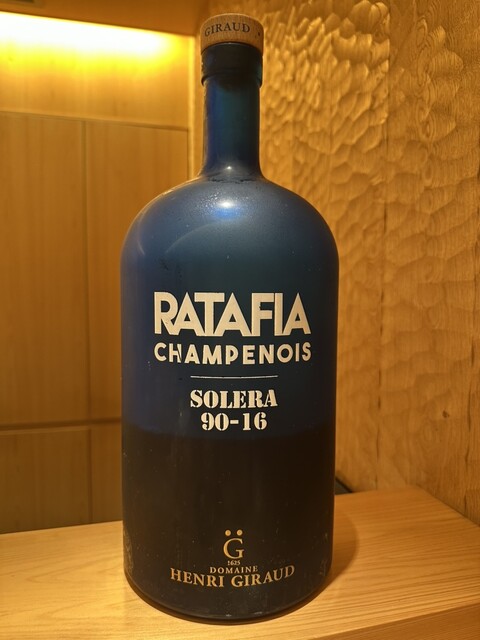 GIRAUD
RATAFIA
CHAMPENOIS
SOLERA
90-16
G̈
1625
DOMAINE
HENRI GIRAUD